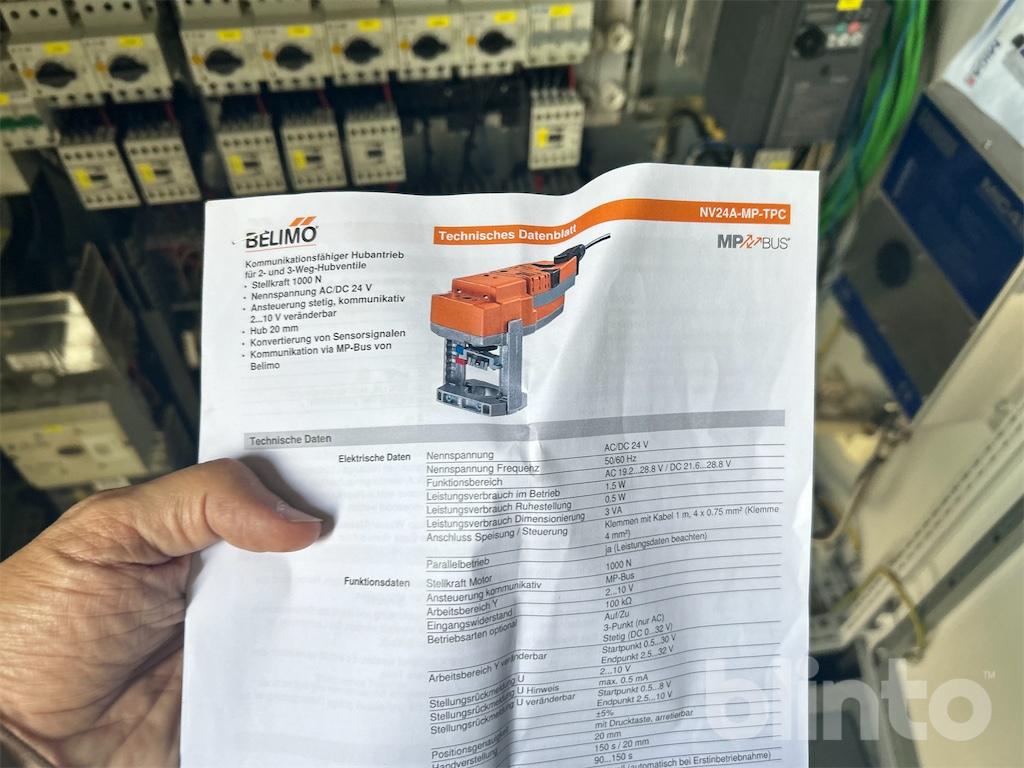 BELIMO
Technisches Datenblatt
NV24A-MP-TPC
MP BUS
Kommunikationsfähiger Hubantrieb
für 2- und 3-Weg-Hubventile
• Stellkraft 1000 N
• Nennspannung AC/DC 24 V
• Ansteuerung stetig, kommunikativ
2...10 V veränderbar
• Hub 20 mm
• Konvertierung von Sensorsignalen
• Kommunikation via MP-Bus von
Belimo
Technische Daten
Elektrische Daten
Nennspannung AC/DC 24 V
Nennspannung Frequenz 50/60 Hz
Funktionsbereich AC 19.2...28.8 V / DC 21.6...28.8 V
Leistungsverbrauch im Betrieb 1.5 W
Leistungsverbrauch Ruhestellung 0.5 W
Leistungsverbrauch Dimensionierung 3 VA
Anschluss Speisung / Steuerung Klemmen mit Kabel 1 m, 4 x 0.75 mm² (Klemme
4 mm²)
Parallelbetrieb ja (Leistungsdaten beachten)
Funktionsdaten
Stellkraft Motor 1000 N
Ansteuerung kommunikativ MP-Bus
Arbeitsbereich Y 2...10 V
Eingangswiderstand 100 kΩ
Betriebsarten optional Auf/Zu
3-Punkt (nur AC)
Stetig (DC 0...32 V)
Arbeitsbereich Y veränderbar Startpunkt 0.5...30 V
Endpunkt 2.5...32 V
Stellungsrückmeldung U 2...10 V
Stellungsrückmeldung U Hinweis max. 0.5 mA
Stellungsrückmeldung U veränderbar Startpunkt 0.5...8 V
Endpunkt 2.5...10 V
Positionsgenauigkeit ±5%
Handverstellung mit Drucktaste, arretierbar
20 mm
150 s / 20 mm
90...150 s
(automatisch bei Erstinbetriebnahme)
blinto™